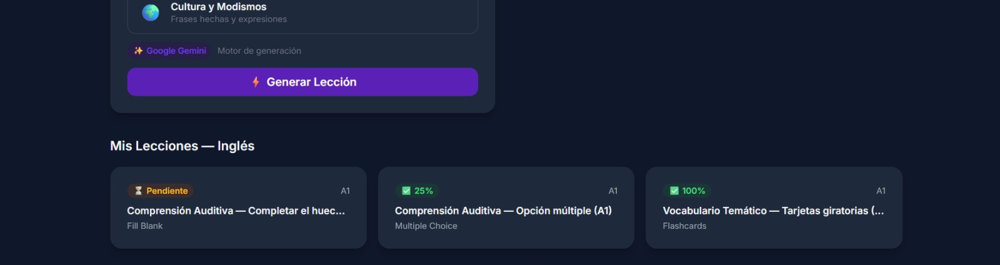 Cultura y Modismos
Frases hechas y expresiones
✨ Google Gemini Motor de generación
⚡ Generar Lección
Mis Lecciones — Inglés
⏳ Pendiente A1
Comprensión Auditiva — Completar el huec...
Fill Blank
✅ 25% A1
Comprensión Auditiva — Opción múltiple (A1)
Multiple Choice
✅ 100% A1
Vocabulario Temático — Tarjetas giratorias (...
Flashcards